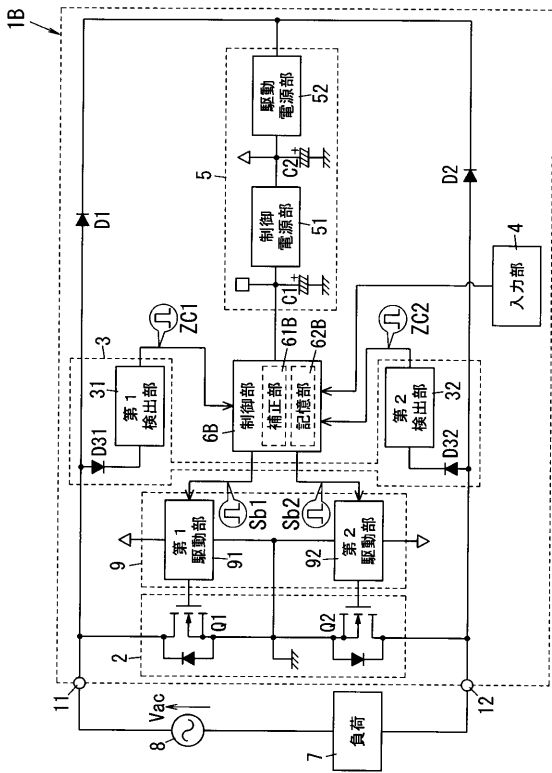 1B
D1
3
31
第1
検出部
D31
ZC1
5
52
駆動
電源部
C2
+
51
制御
電源部
C1
+
D2
4
入力部
6B
制御部
61B
補正部
62B
記憶部
ZC2
32
第2
検出部
D32
Sb1
Sb2
9
第1
駆動部
91
第2
駆動部
92
2
Q1
Q2
11
12
Vac
8
7
負荷